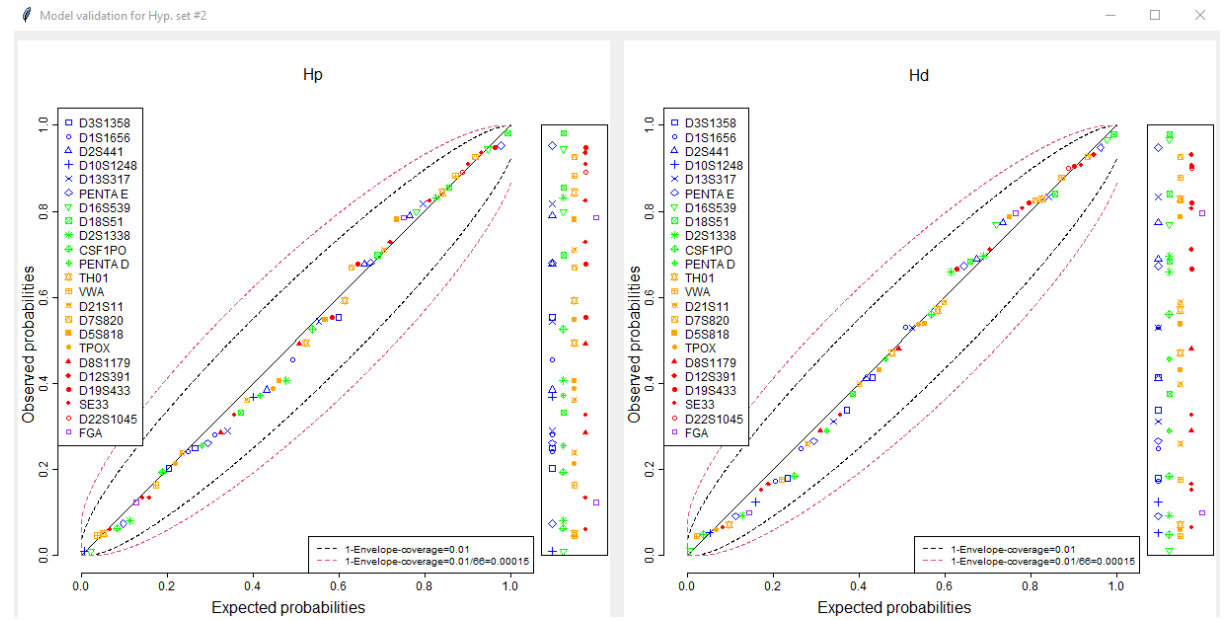 Model validation for Hyp. set #2
Hp
D3S1358
D1S1656
D2S441
D10S1248
D13S317
PENTA E
D16S539
D18S51
D2S1338
CSF1PO
PENTA D
TH01
VWA
D21S11
D7S820
D5S818
TPOX
D8S1179
D12S391
D19S433
SE33
D22S1045
FGA
Observed probabilities
0.0
0.2
0.4
0.6
0.8
1.0
0.0 0.2 0.4 0.6 0.8 1.0
Expected probabilities
1-Envelope-coverage=0.01
1-Envelope-coverage=0.01/66=0.00015
Hd
D3S1358
D1S1656
D2S441
D10S1248
D13S317
PENTA E
D16S539
D18S51
D2S1338
CSF1PO
PENTA D
TH01
VWA
D21S11
D7S820
D5S818
TPOX
D8S1179
D12S391
D19S433
SE33
D22S1045
FGA
Observed probabilities
0.0
0.2
0.4
0.6
0.8
1.0
0.0 0.2 0.4 0.6 0.8 1.0
Expected probabilities
1-Envelope-coverage=0.01
1-Envelope-coverage=0.01/66=0.00015